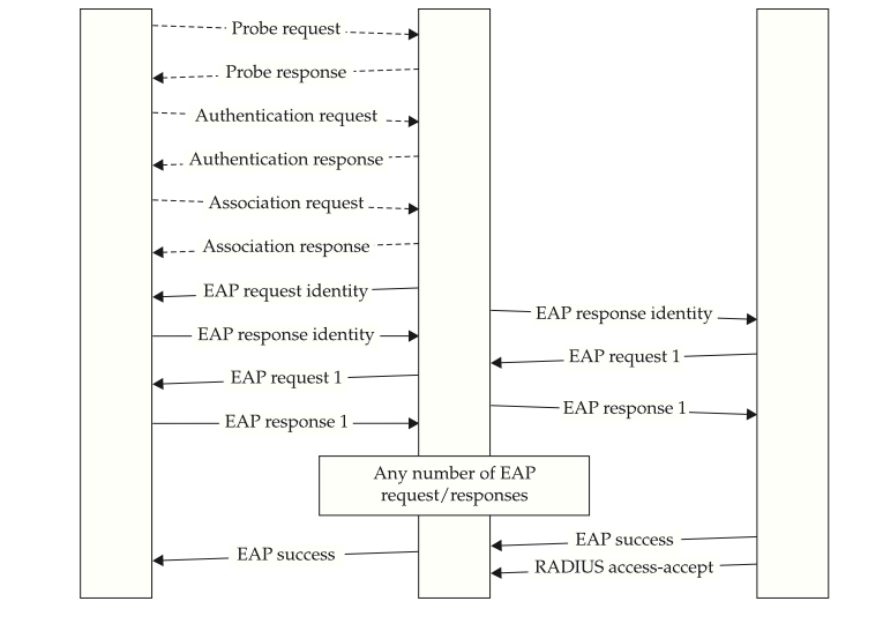 Probe request
Probe response
Authentication request
Authentication response
Association request
Association response
EAP request identity
EAP response identity
EAP response identity
EAP request 1
EAP request 1
EAP response 1
EAP response 1
Any number of EAP
request/responses
EAP success
EAP success
RADIUS access-accept